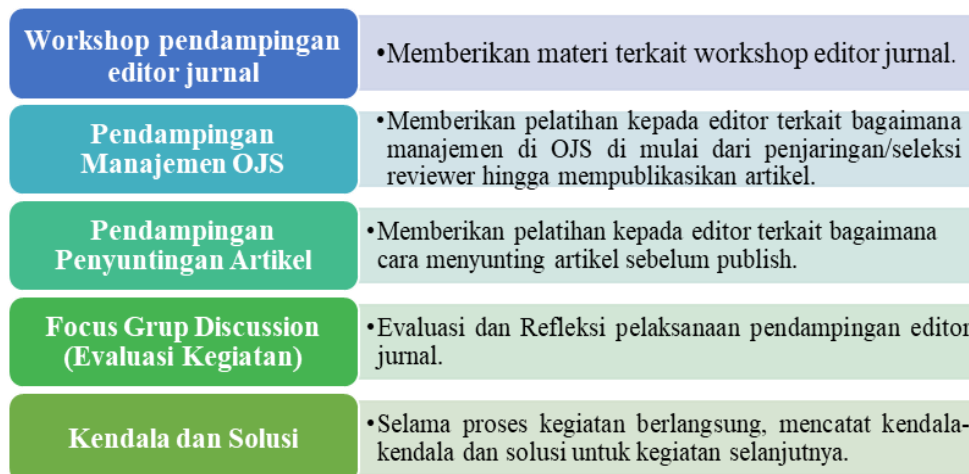 Workshop pendampingan
editor jurnal
•Memberikan materi terkait workshop editor jurnal.
Pendampingan
Manajemen OJS
•Memberikan pelatihan kepada editor terkait bagaimana
manajemen di OJS di mulai dari penjaringan/seleksi
reviewer hingga mempublikasikan artikel.
Pendampingan
Penyuntingan Artikel
•Memberikan pelatihan kepada editor terkait bagaimana
cara menyunting artikel sebelum publish.
Focus Grup Discussion
(Evaluasi Kegiatan)
•Evaluasi dan Refleksi pelaksanaan pendampingan editor
jurnal.
Kendala dan Solusi
•Selama proses kegiatan berlangsung, mencatat kendala-
kendala dan solusi untuk kegiatan selanjutnya.